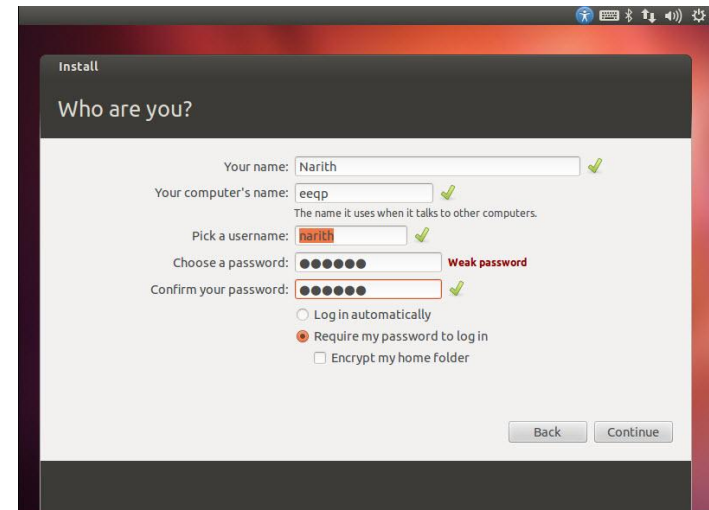 Install
Who are you?
Your name: Narith
Your computer's name: eeqp
The name it uses when it talks to other computers.
Pick a username: narith
Choose a password: ●●●●●● Weak password
Confirm your password: ●●●●●●
Log in automatically
Require my password to log in
Encrypt my home folder
Back Continue